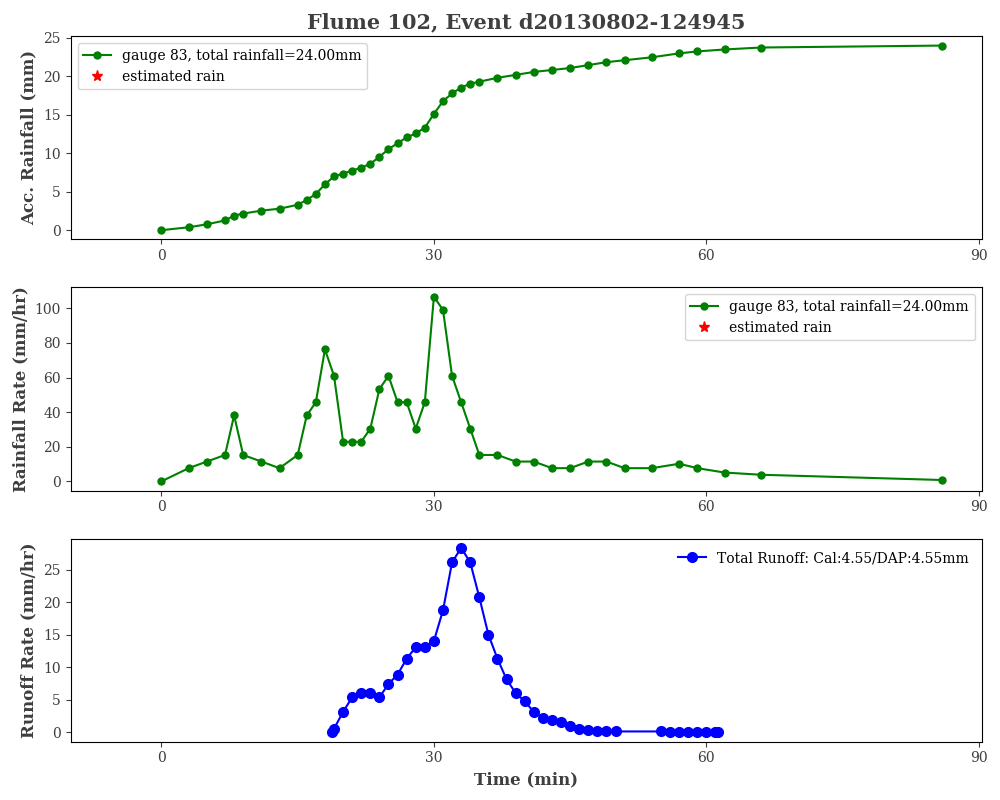 Flume 102, Event d20130802-124945
Acc. Rainfall (mm)
25
20
15
10
5
0
gauge 83, total rainfall=24.00mm
estimated rain
0 30 60 90
Rainfall Rate (mm/hr)
100
80
60
40
20
0
gauge 83, total rainfall=24.00mm
estimated rain
0 30 60 90
Runoff Rate (mm/hr)
25
20
15
10
5
0
Total Runoff: Cal:4.55/DAP:4.55mm
0 30 60 90
Time (min)